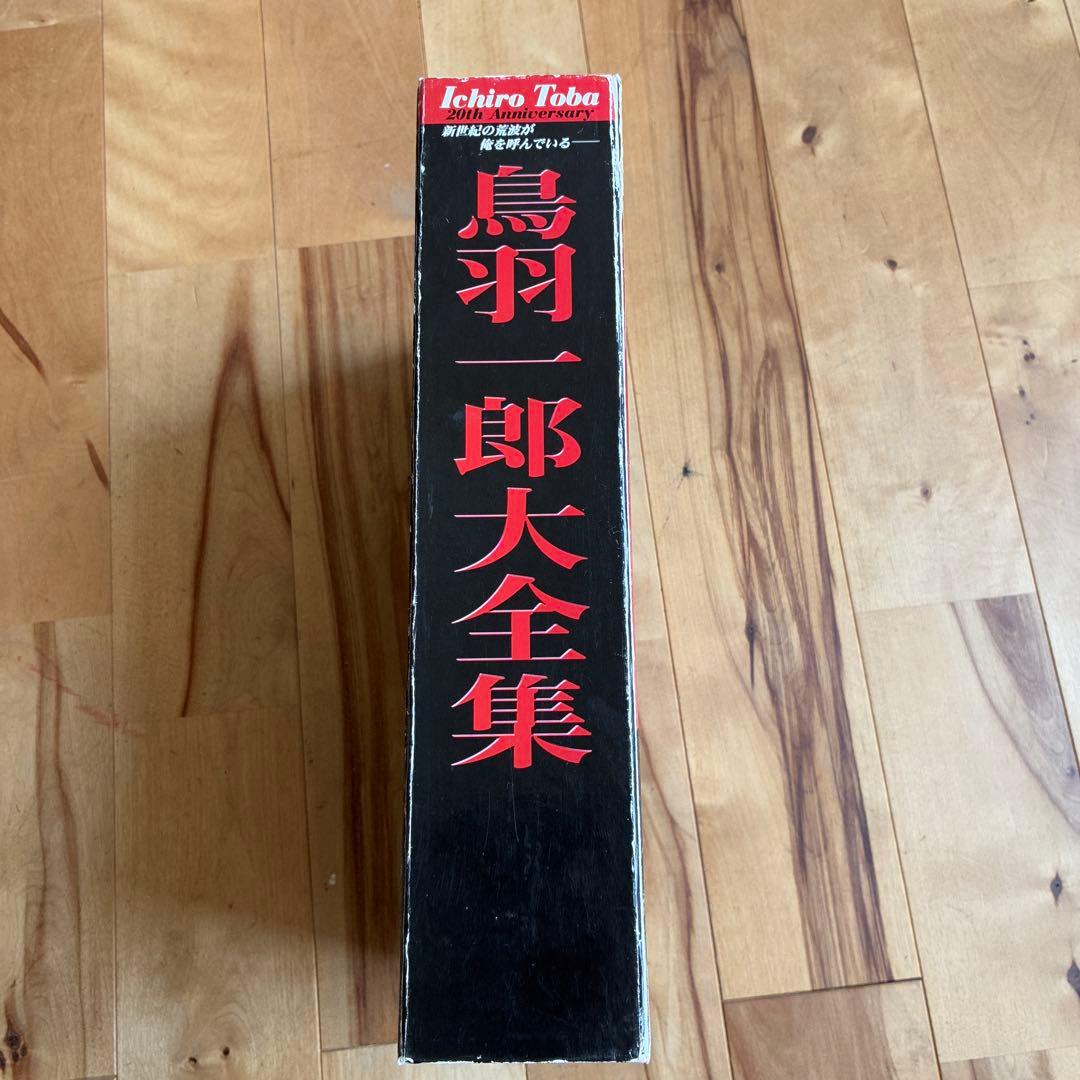 Ichiro Toba
20th Anniversary
新世紀の荒波が
俺を呼んでいる──
鳥羽一郎大全集